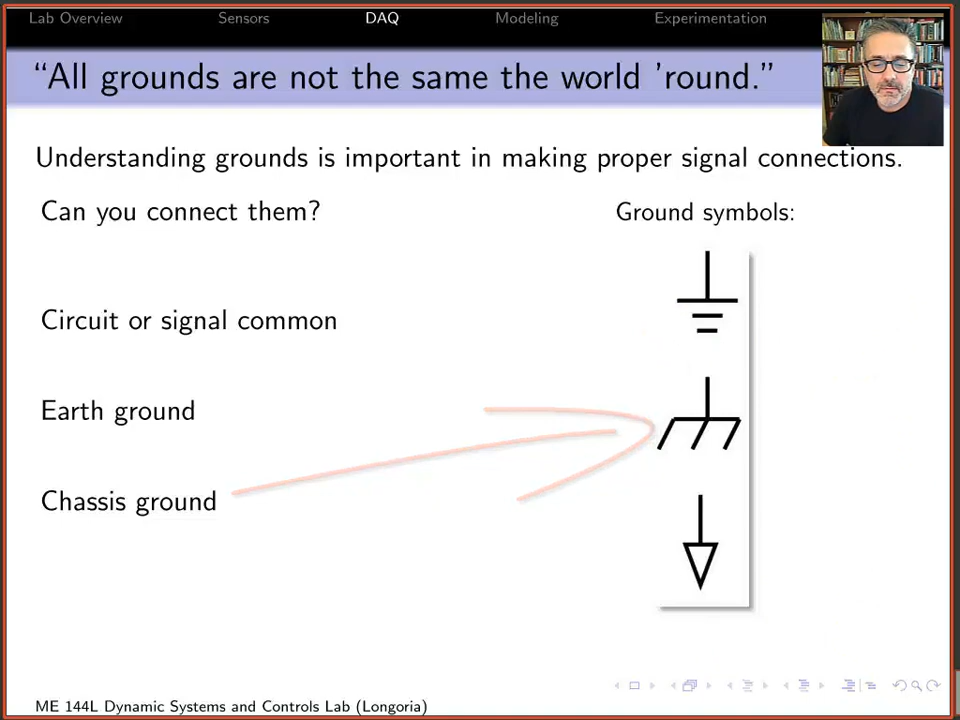 Lab Overview Sensors DAQ Modeling Experimentation
“All grounds are not the same the world ’round.”
Understanding grounds is important in making proper signal connections.
Can you connect them?
Ground symbols:
Circuit or signal common
Earth ground
Chassis ground
ME 144L Dynamic Systems and Controls Lab (Longoria)